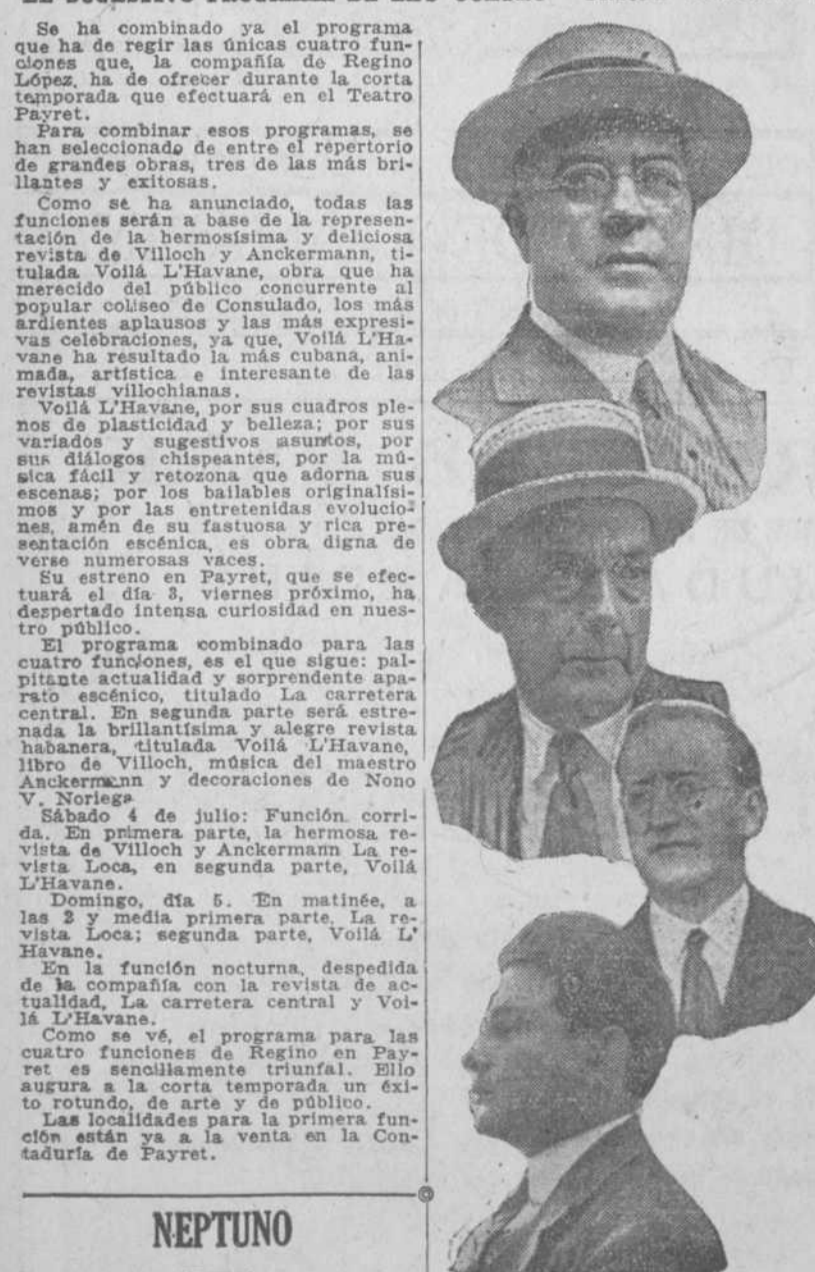 Se ha combinado ya el programa
que ha de regir las únicas cuatro fun-
ciones que, la compañía de Regino
López, ha de ofrecer durante la corta
temporada que efectuará en el Teatro
Payret.
Para combinar esos programas, se
han seleccionado de entre el repertorio
de grandes obras, tres de las más bri-
llantes y exitosas.
Como se ha anunciado, todas las
funciones serán a base de la represen-
tación de la hermosísima y deliciosa
revista de Villoch y Anckermann, ti-
tulada Voilá L'Havane, obra que ha
merecido del público concurrente al
popular coliseo de Consulado, los más
ardientes aplausos y las más expresi-
vas celebraciones, ya que, Voilá L'Ha-
vane ha resultado la más cubana, ani-
mada, artística e interesante de las
revistas villochianas.
Voilá L'Havane, por sus cuadros ple-
nos de plasticidad y belleza; por sus
variados y sugestivos asuntos, por
sus diálogos chispeantes, por la mú-
sica fácil y retozona que adorna sus
escenas; por los bailables originalísi-
mos y por las entretenidas evolucio-
nes, amén de su fastuosa y rica pre-
sentación escénica, es obra digna de
verse numerosas vaces.
Su estreno en Payret, que se efec-
tuará el día 3, viernes próximo, ha
despertado intensa curiosidad en nues-
tro público.
El programa combinado para las
cuatro funciones, es el que sigue: pal-
pitante actualidad y sorprendente apa-
rato escénico, titulado La carretera
central. En segunda parte será estre-
nada la brillantísima y alegre revista
habanera, titulada Voilá L'Havane,
libro de Villoch, música del maestro
Anckermann y decoraciones de Nono
V. Noriega
Sábado 4 de julio: Función corri-
da. En primera parte, la hermosa re-
vista de Villoch y Anckermann La re-
vista Loca, en segunda parte, Voilá
L'Havane.
Domingo, día 5. En matinée, a
las 2 y media primera parte, La re-
vista Loca; segunda parte, Voilá L'
Havane.
En la función nocturna, despedida
de la compañía con la revista de ac-
tualidad, La carretera central y Voi-
lá L'Havane.
Como se vé, el programa para las
cuatro funciones de Regino en Pay-
ret es sencillamente triunfal. Ello
augura a la corta temporada un éxi-
to rotundo, de arte y de público.
Las localidades para la primera fun-
ción están ya a la venta en la Con-
taduría de Payret.
NEPTUNO